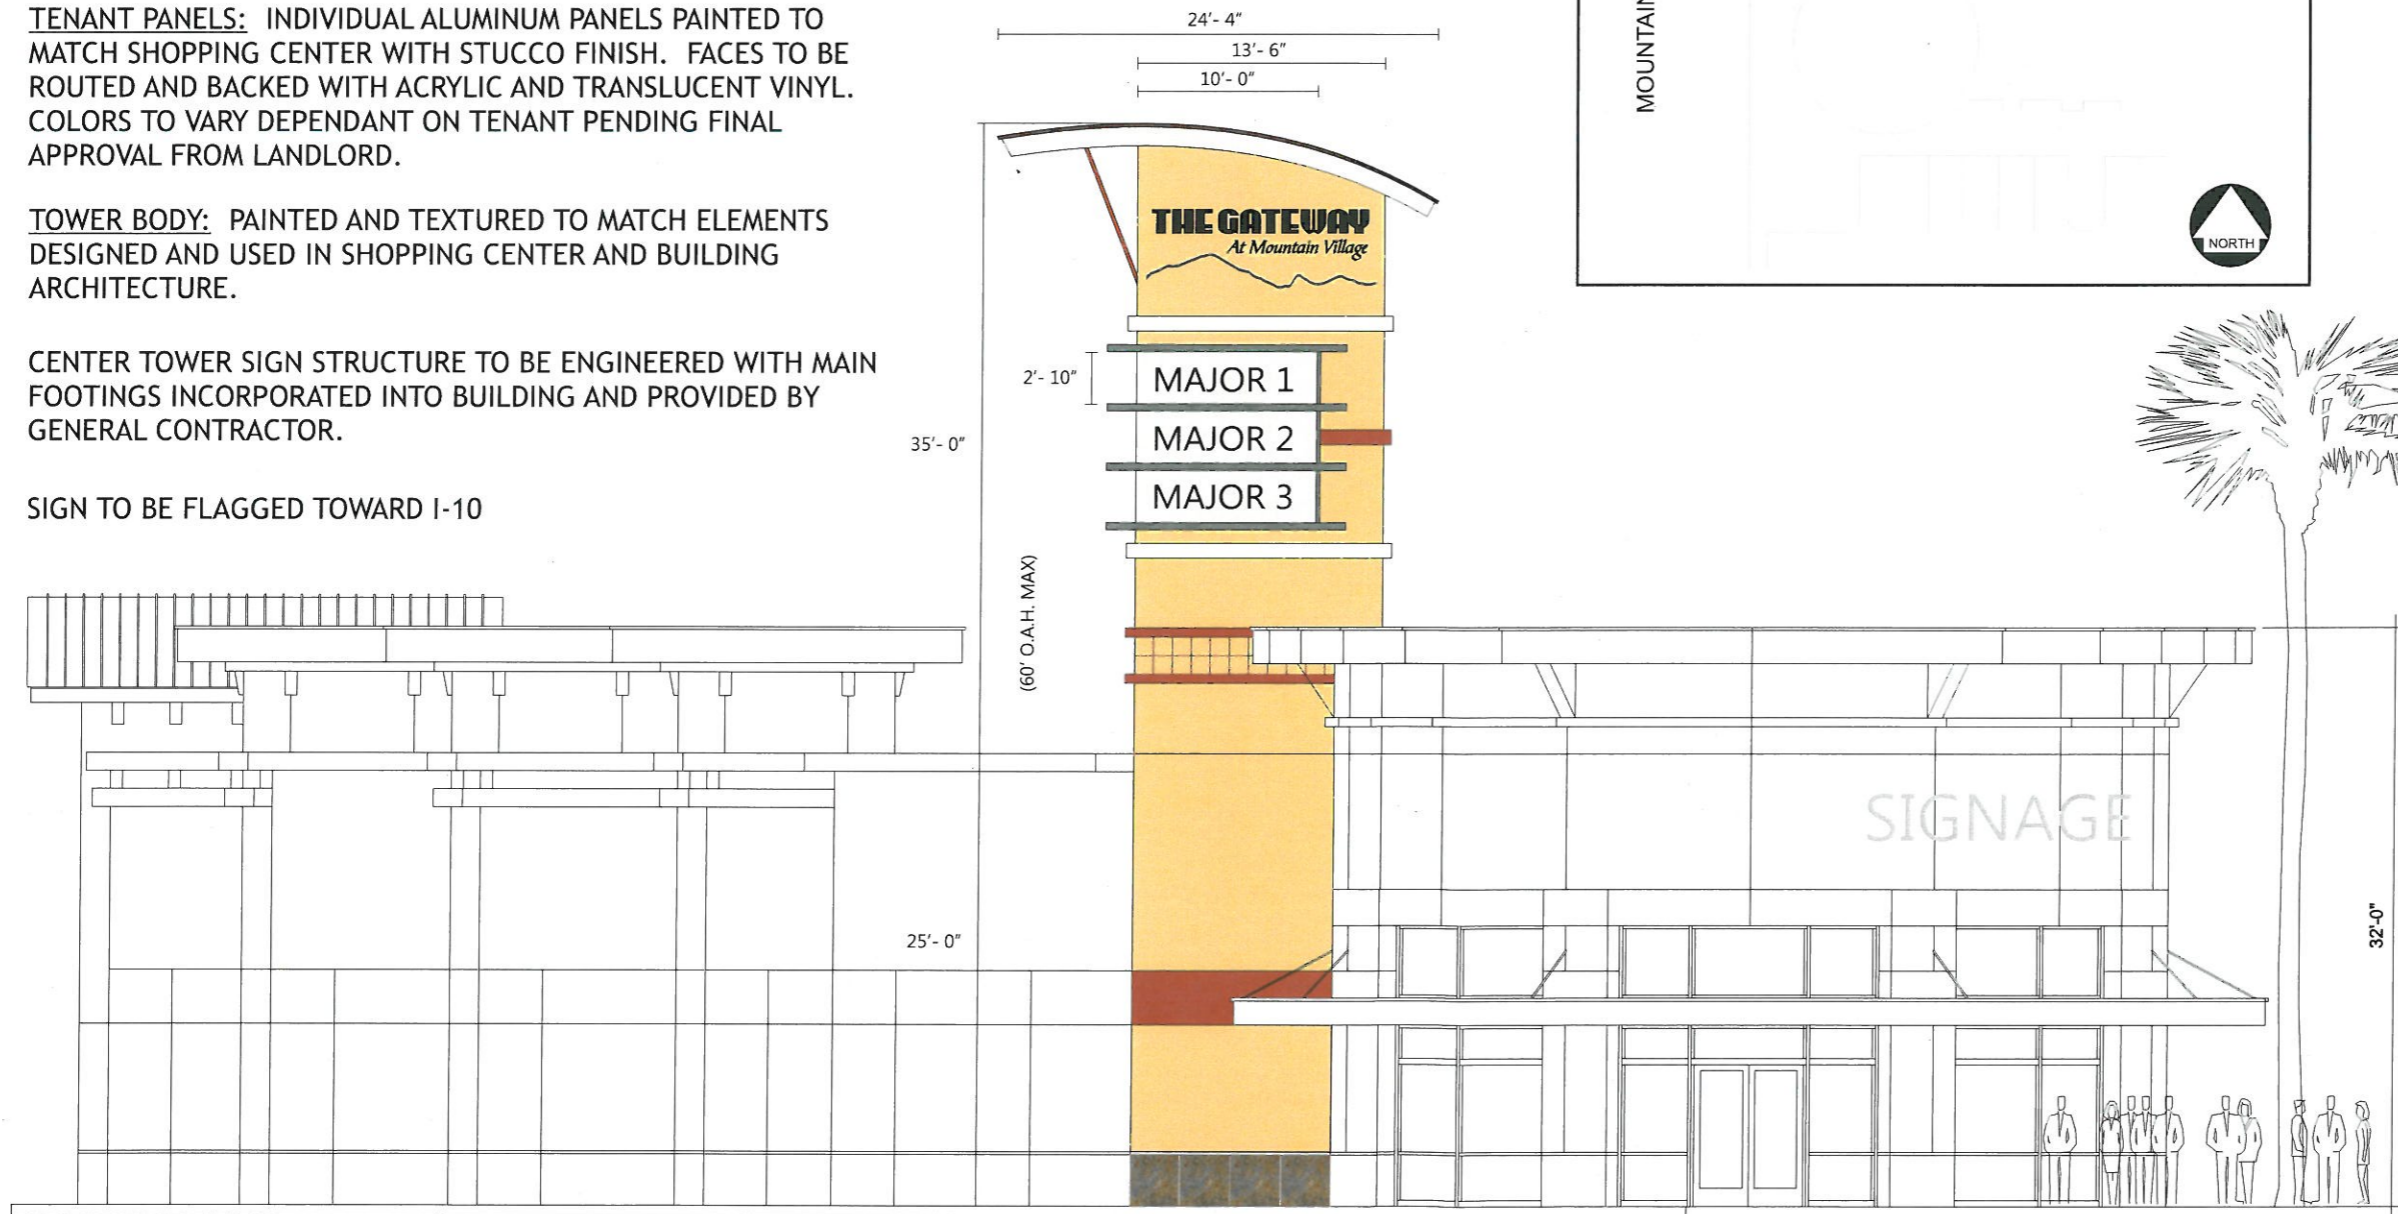 TENANT PANELS: INDIVIDUAL ALUMINUM PANELS PAINTED TO
MATCH SHOPPING CENTER WITH STUCCO FINISH. FACES TO BE
ROUTED AND BACKED WITH ACRYLIC AND TRANSLUCENT VINYL.
COLORS TO VARY DEPENDANT ON TENANT PENDING FINAL
APPROVAL FROM LANDLORD.
TOWER BODY: PAINTED AND TEXTURED TO MATCH ELEMENTS
DESIGNED AND USED IN SHOPPING CENTER AND BUILDING
ARCHITECTURE.
CENTER TOWER SIGN STRUCTURE TO BE ENGINEERED WITH MAIN
FOOTINGS INCORPORATED INTO BUILDING AND PROVIDED BY
GENERAL CONTRACTOR.
SIGN TO BE FLAGGED TOWARD I-10
24'- 4"
13'- 6"
10'- 0"
THE GATEWAY
At Mountain Village
2'- 10"
MAJOR 1
MAJOR 2
MAJOR 3
35'- 0"
(60' O.A.H. MAX)
25'- 0"
MOUNTAIN
NORTH
SIGNAGE
32'-0"